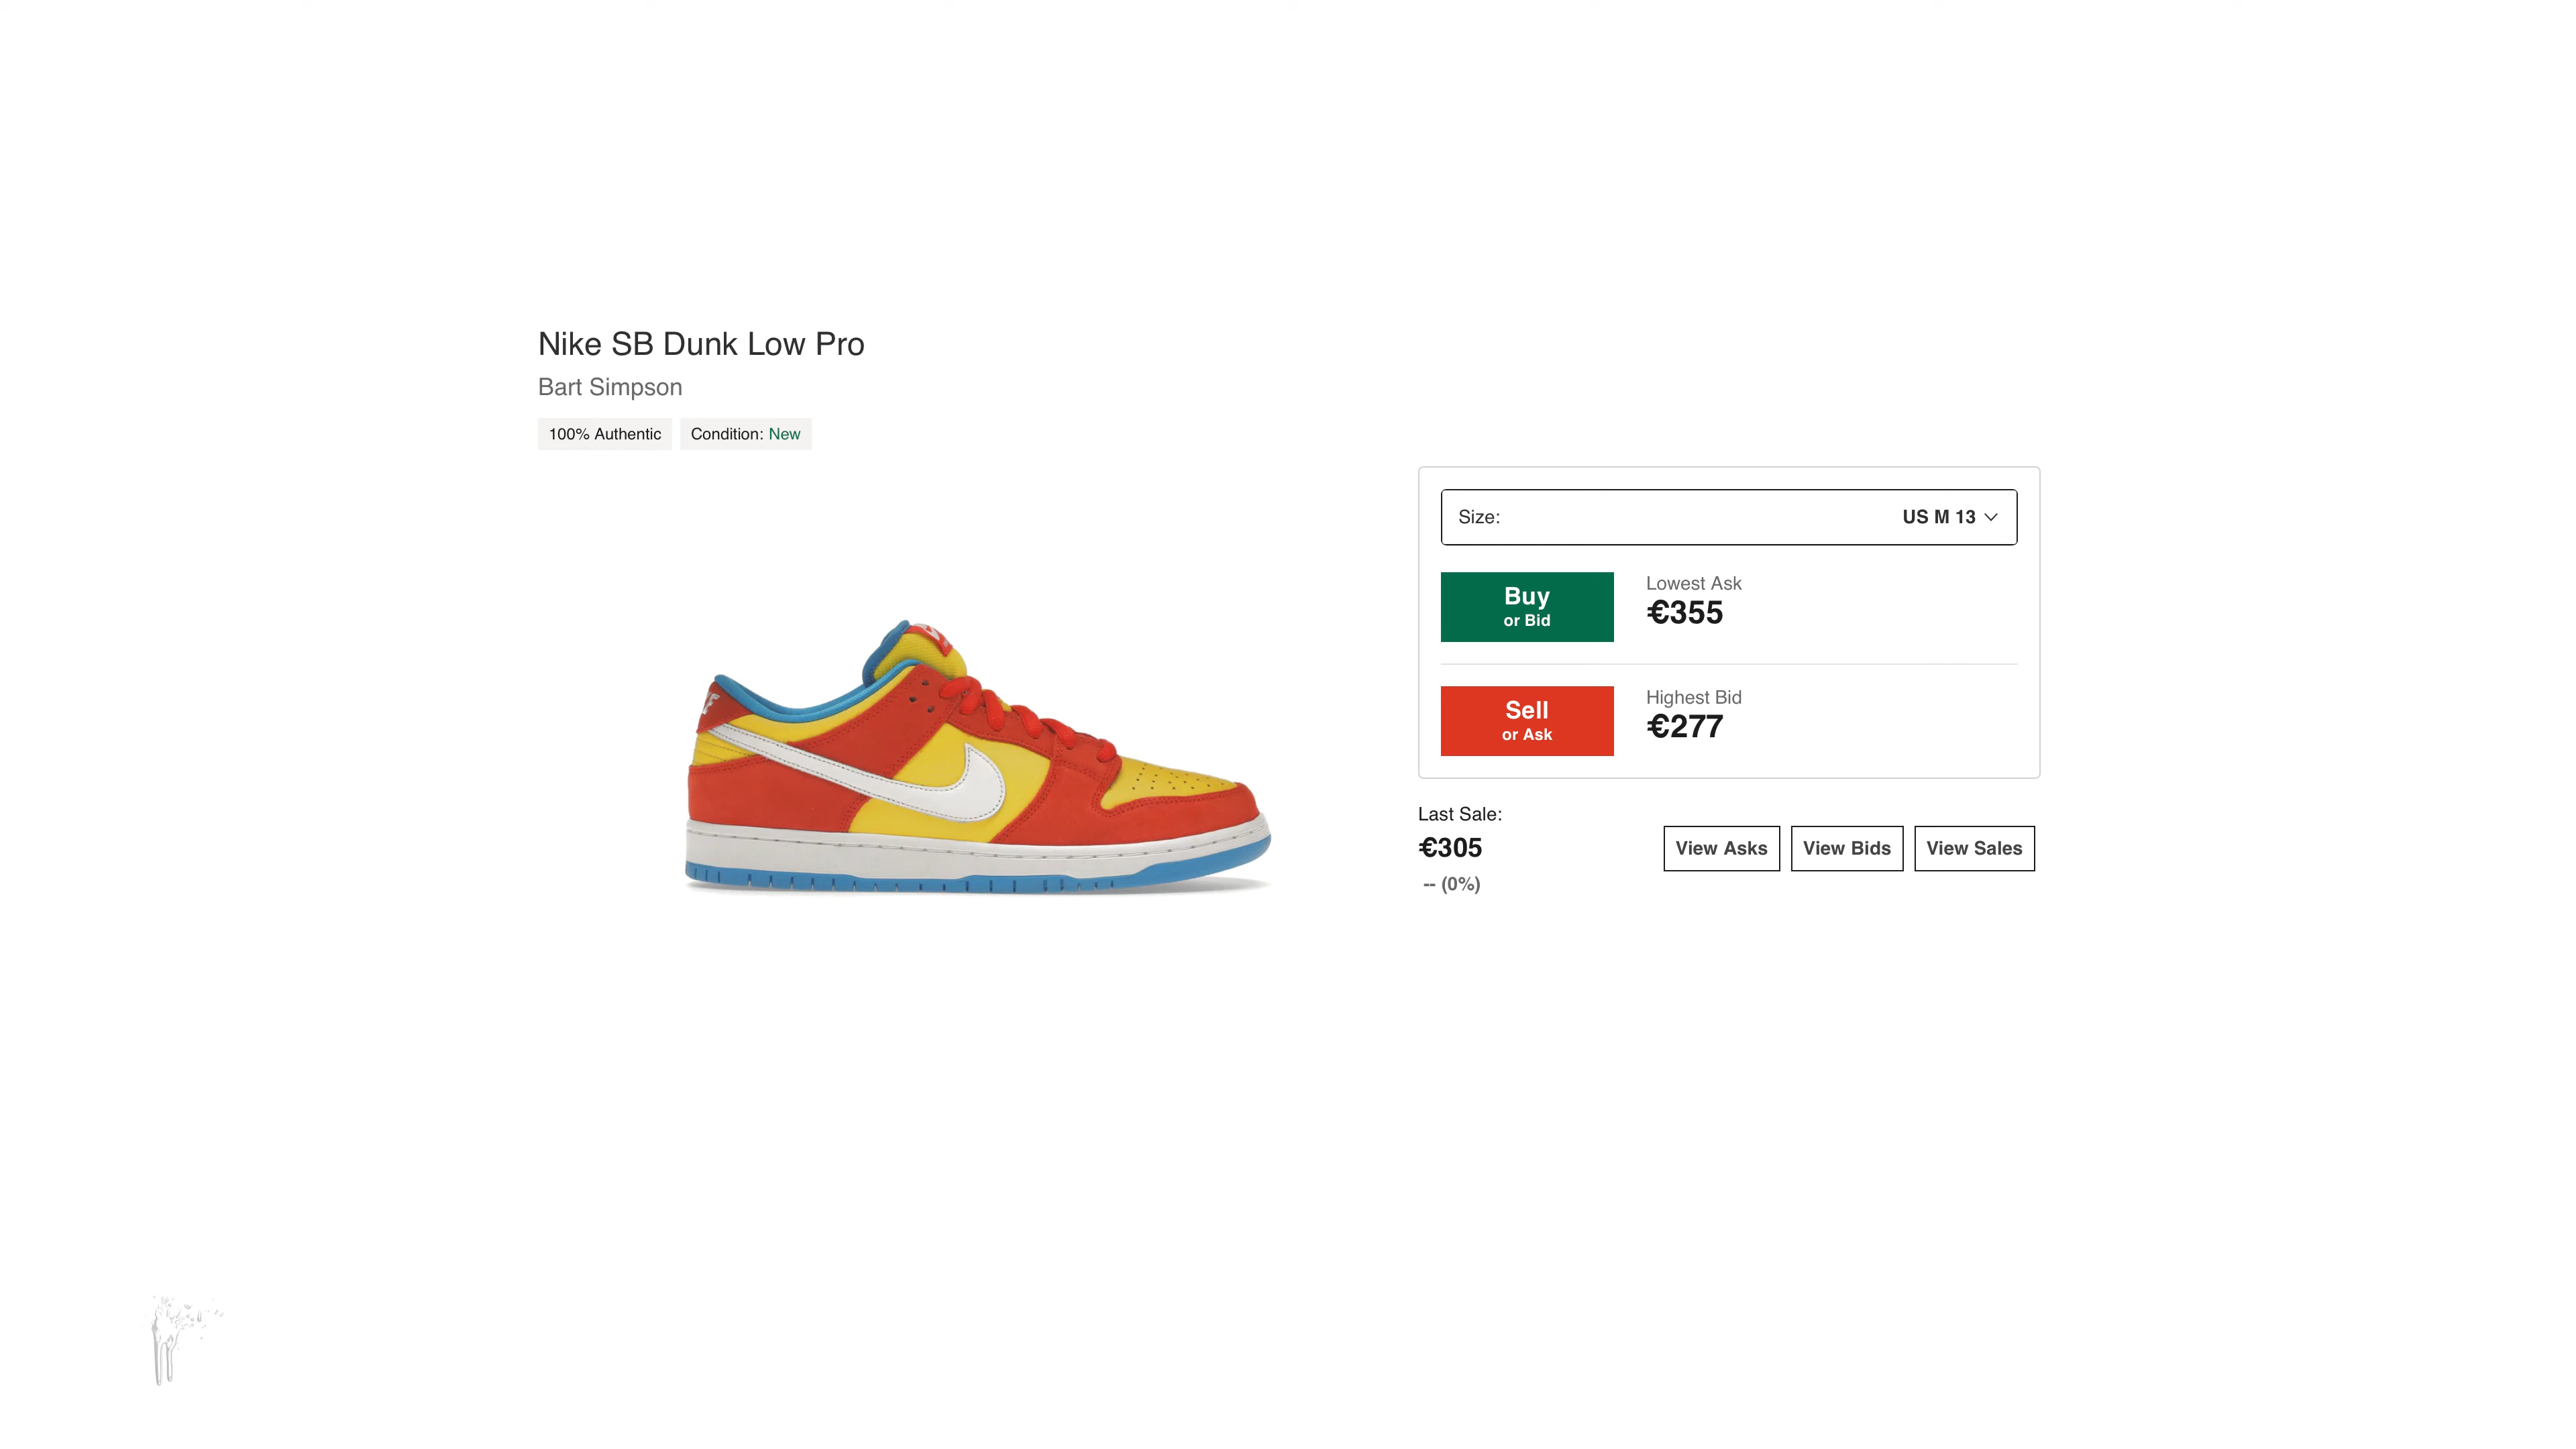 Nike SB Dunk Low Pro
Bart Simpson
100% Authentic
Condition: New
Size:
US M 13
Buy
or Bid
Lowest Ask
€355
Sell
or Ask
Highest Bid
€277
Last Sale:
€305
-- (0%)
View Asks
View Bids
View Sales